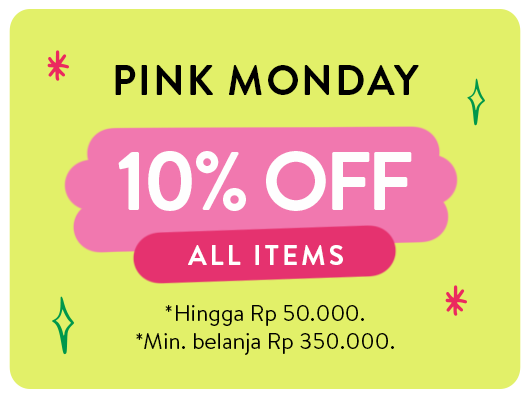 PINK MONDAY
10% OFF
ALL ITEMS
*Hingga Rp 50.000.
*Min. belanja Rp 350.000.